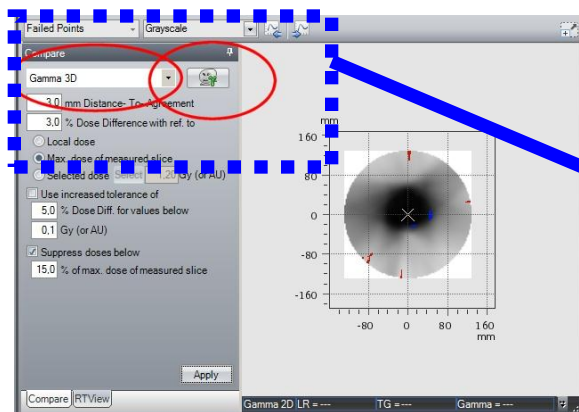 Failed Points Grayscale
Compare
Gamma 3D
3,0 mm Distance- To- Agreement
3,0 % Dose Difference with ref. to
Local dose
Max. dose of measured slice
Selected dose Select 20 Gy (or AU)
Use increased tolerance of
5,0 % Dose Diff. for values below
0,1 Gy (or AU)
Suppress doses below
15,0 % of max. dose of measured slice
Apply
Compare RTView
mm
160
80
0
-80
-160
-80 0 80 160
mm
Gamma 2D LR = --- TG = --- Gamma = ---